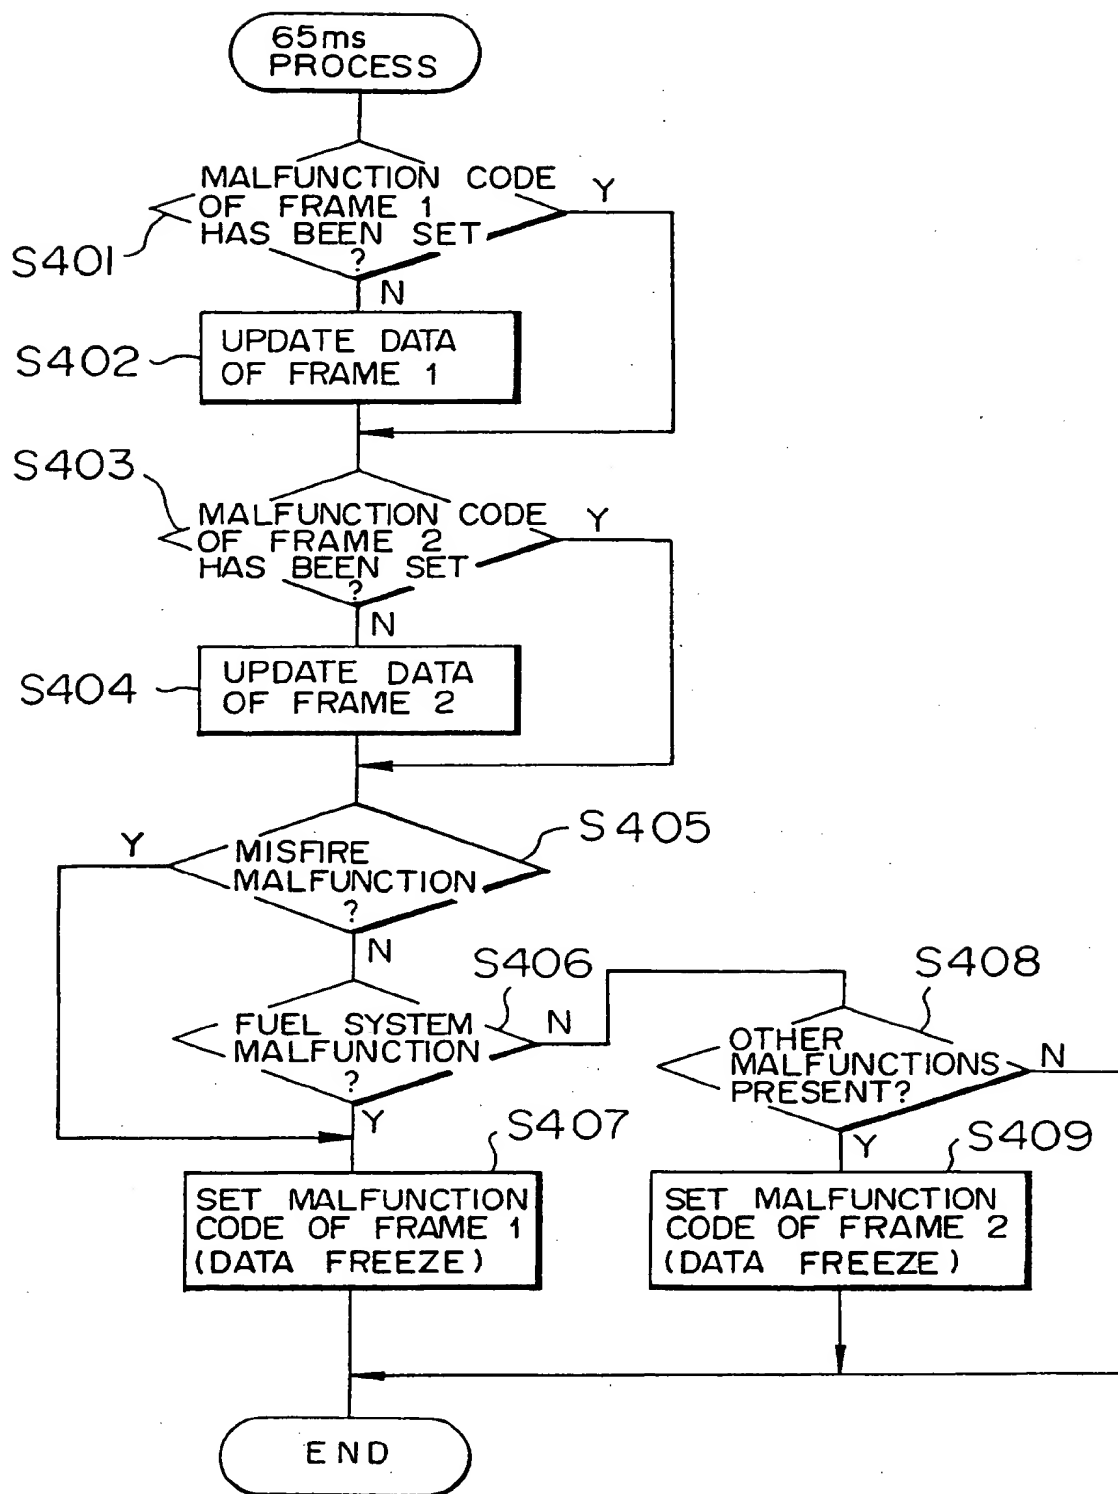 65ms
PROCESS
MALFUNCTION CODE
OF FRAME 1
HAS BEEN SET
?
Y
S401
N
UPDATE DATA
OF FRAME 1
S402
S403
MALFUNCTION CODE
OF FRAME 2
HAS BEEN SET
?
Y
N
UPDATE DATA
OF FRAME 2
S404
S405
Y
MISFIRE
MALFUNCTION
?
N
S406
FUEL SYSTEM
MALFUNCTION
?
N
Y
S408
OTHER
MALFUNCTIONS
PRESENT?
N
Y
S407
SET MALFUNCTION
CODE OF FRAME 1
(DATA FREEZE)
S409
SET MALFUNCTION
CODE OF FRAME 2
(DATA FREEZE)
END